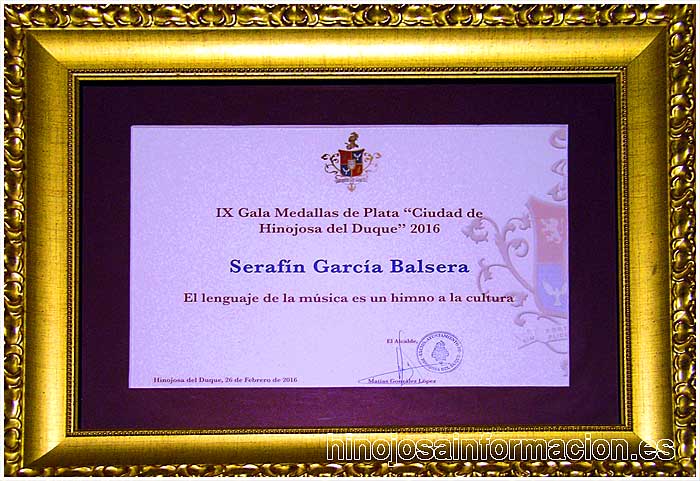 IX Gala Medallas de Plata “Ciudad de
Hinojosa del Duque” 2016
Serafín García Balsera
El lenguaje de la música es un himno a la cultura
El Alcalde,
Hinojosa del Duque, 26 de Febrero de 2016
Matías González López
hinojosainformacion.es